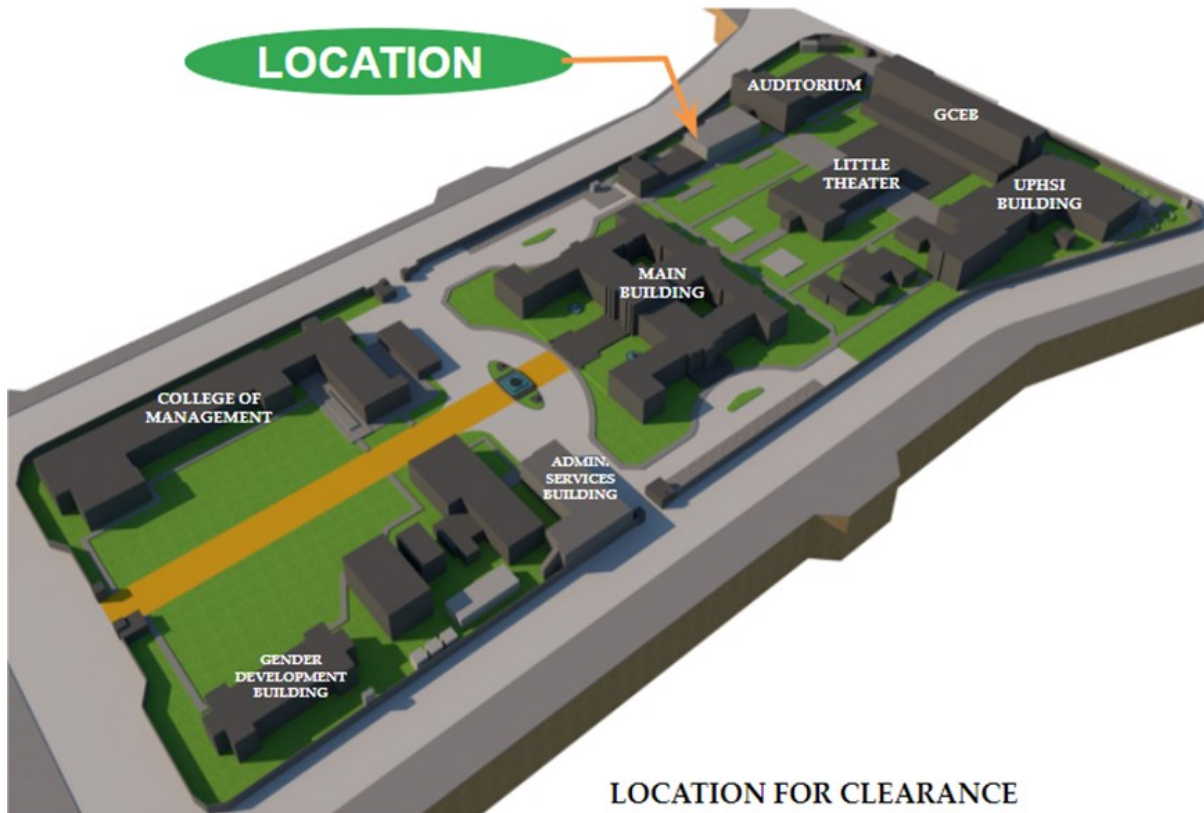 LOCATION
AUDITORIUM
GCEB
LITTLE
THEATER
UPHSI
BUILDING
MAIN
BUILDING
COLLEGE OF
MANAGEMENT
ADMIN.
SERVICES
BUILDING
GENDER
DEVELOPMENT
BUILDING
LOCATION FOR CLEARANCE